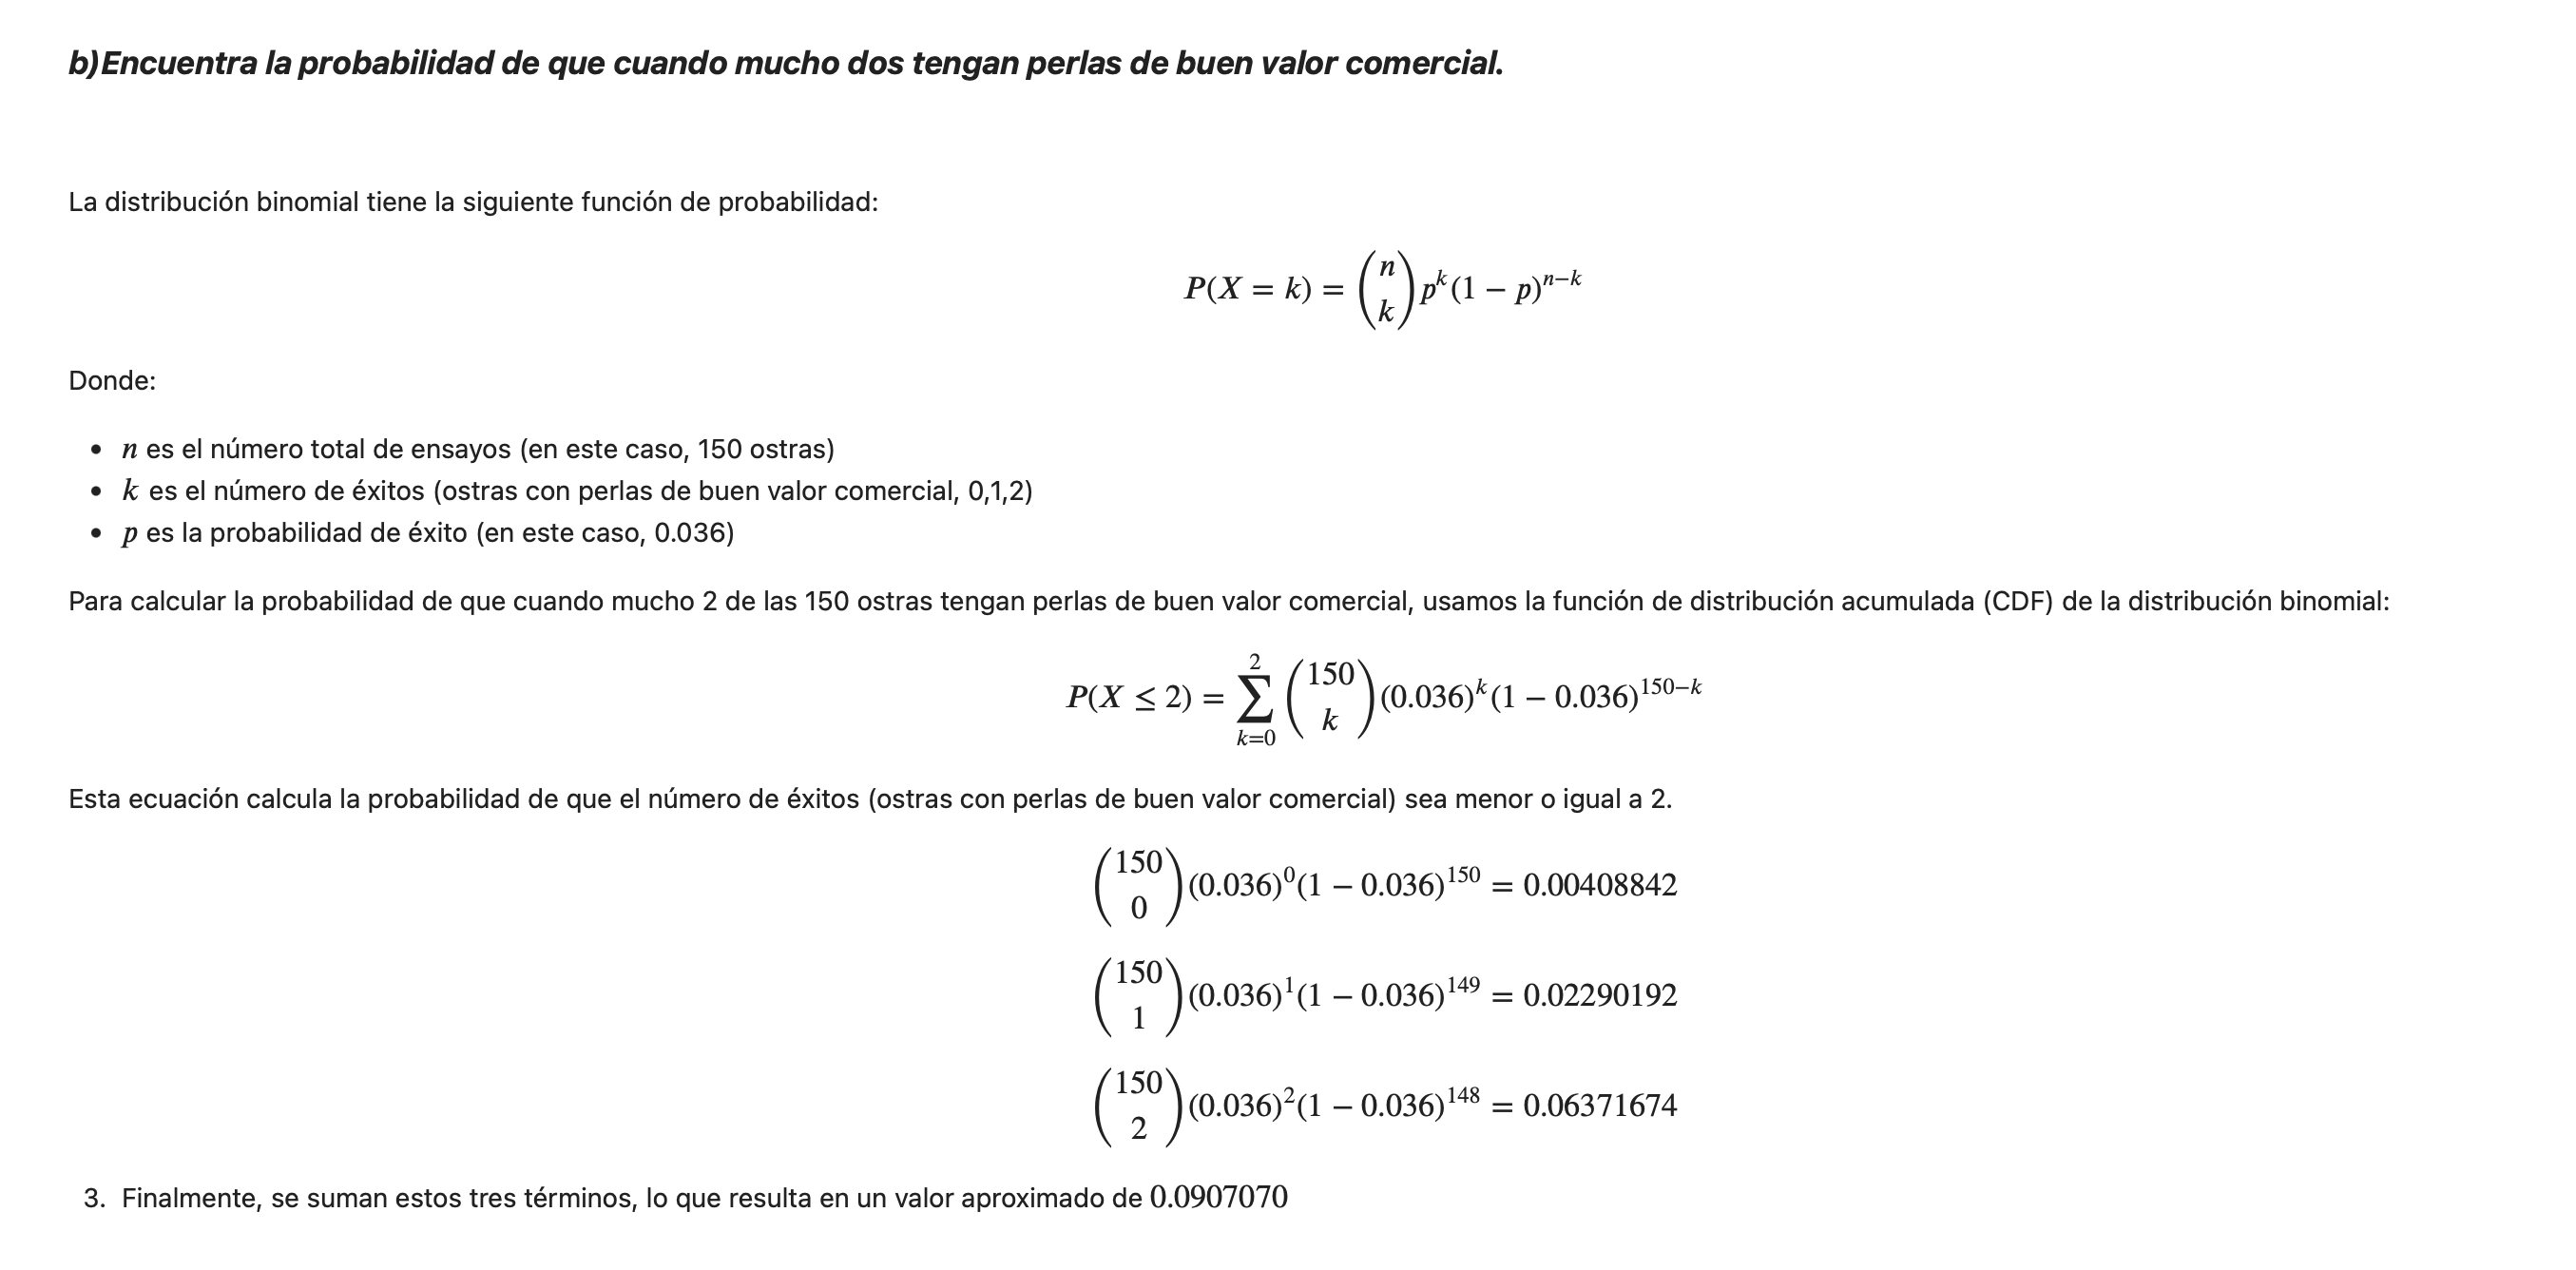 b)Encuentra la probabilidad de que cuando mucho dos tengan perlas de buen valor comercial.
La distribución binomial tiene la siguiente función de probabilidad:
P(X = k) = (n k) p^k (1 − p)^{n−k}
Donde:
• n es el número total de ensayos (en este caso, 150 ostras)
• k es el número de éxitos (ostras con perlas de buen valor comercial, 0,1,2)
• p es la probabilidad de éxito (en este caso, 0.036)
Para calcular la probabilidad de que cuando mucho 2 de las 150 ostras tengan perlas de buen valor comercial, usamos la función de distribución acumulada (CDF) de la distribución binomial:
P(X ≤ 2) = ∑_{k=0}^{2} (150 k) (0.036)^k (1 − 0.036)^{150−k}
Esta ecuación calcula la probabilidad de que el número de éxitos (ostras con perlas de buen valor comercial) sea menor o igual a 2.
(150 0) (0.036)^0 (1 − 0.036)^{150} = 0.00408842
(150 1) (0.036)^1 (1 − 0.036)^{149} = 0.02290192
(150 2) (0.036)^2 (1 − 0.036)^{148} = 0.06371674
3. Finalmente, se suman estos tres términos, lo que resulta en un valor aproximado de 0.0907070